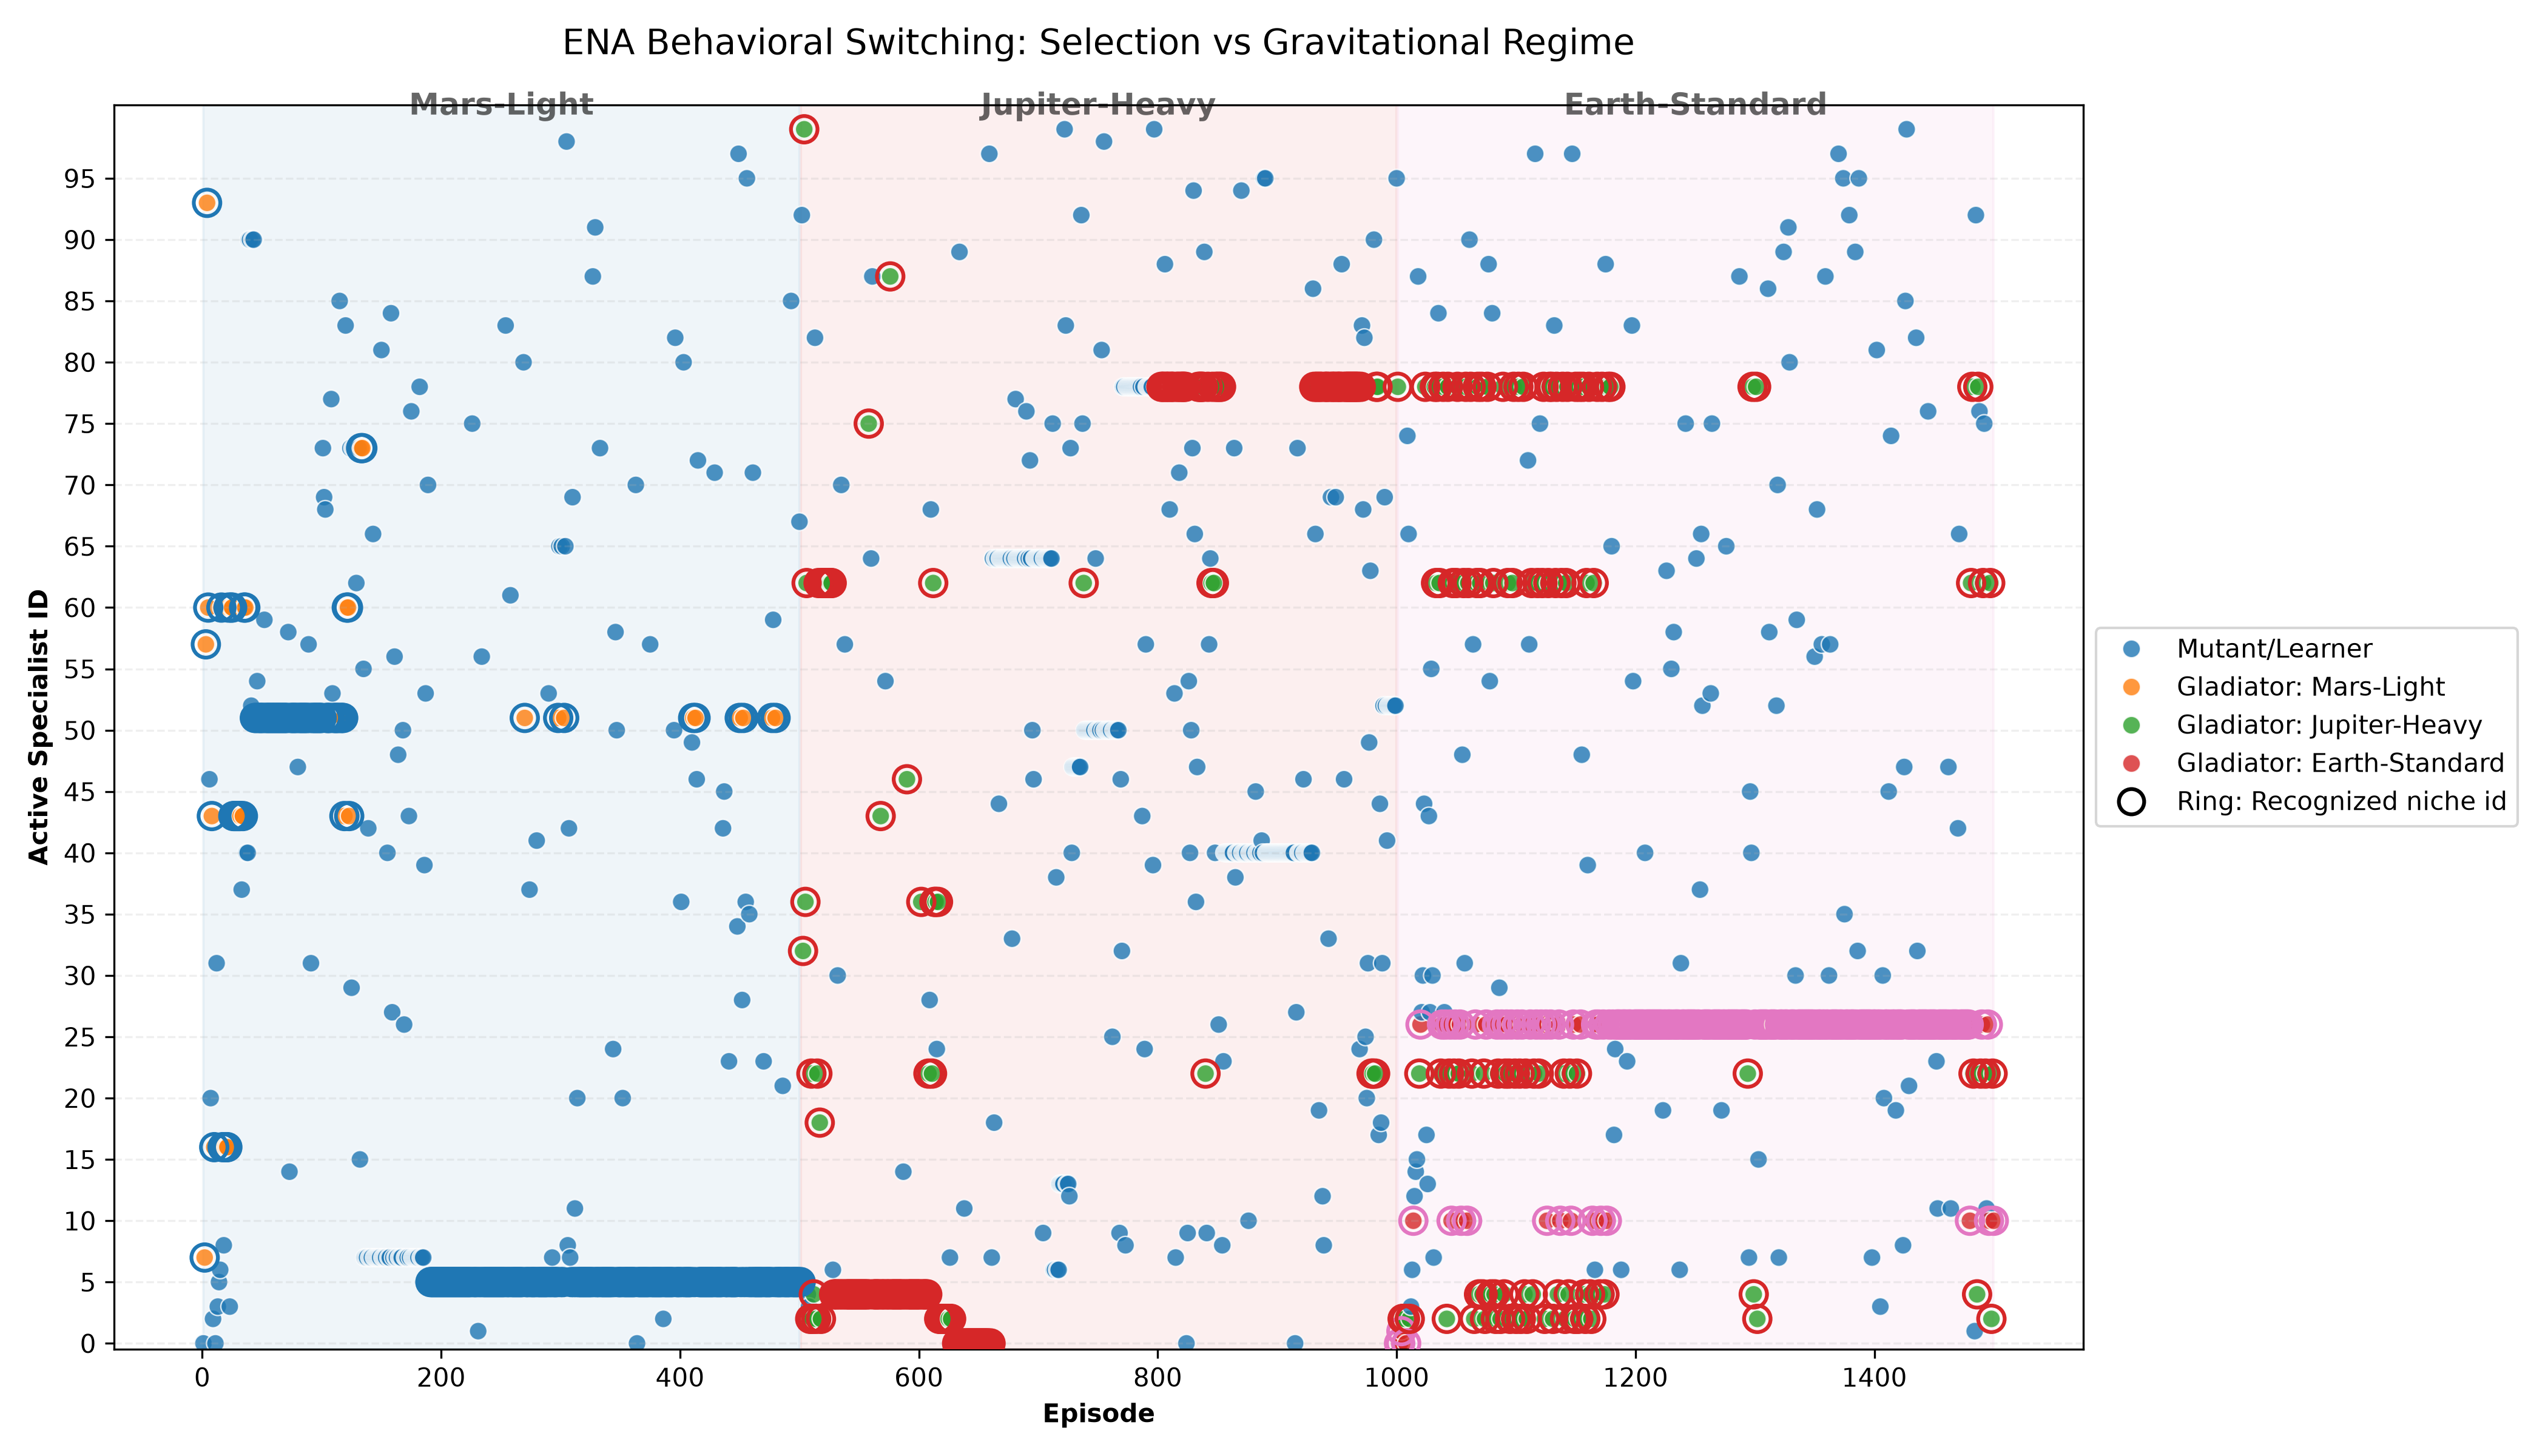 ENA Behavioral Switching: Selection vs Gravitational Regime
Mars-Light
Jupiter-Heavy
Earth-Standard
95
90
85
80
75
70
65
60
55
50
45
40
35
30
25
20
15
10
5
0
Active Specialist ID
0
200
400
600
800
1000
1200
1400
Episode
Mutant/Learner
Gladiator: Mars-Light
Gladiator: Jupiter-Heavy
Gladiator: Earth-Standard
Ring: Recognized niche id